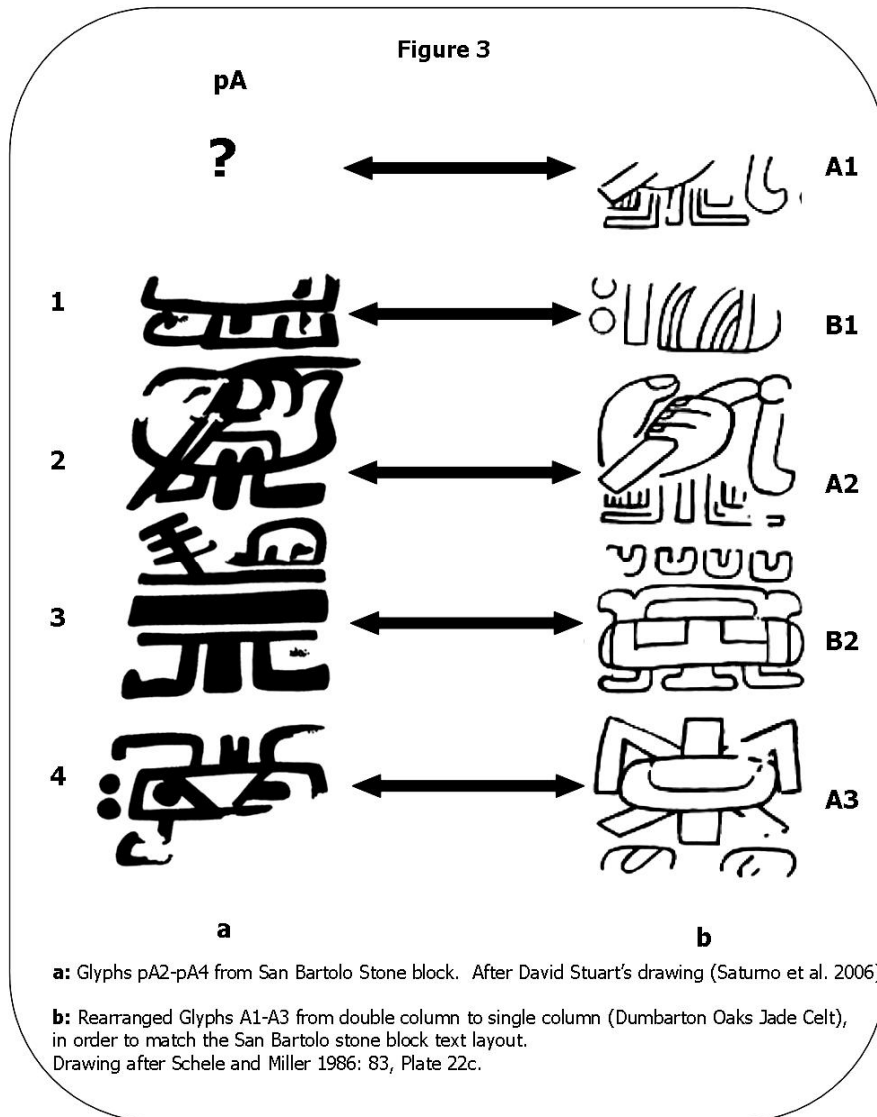 Figure 3
pA
?
A1
1
B1
2
A2
3
B2
4
A3
a
b
a: Glyphs pA2-pA4 from San Bartolo Stone block. After David Stuart's drawing (Saturno et al. 2006)
b: Rearranged Glyphs A1-A3 from double column to single column (Dumbarton Oaks Jade Celt),
in order to match the San Bartolo stone block text layout.
Drawing after Schele and Miller 1986: 83, Plate 22c.